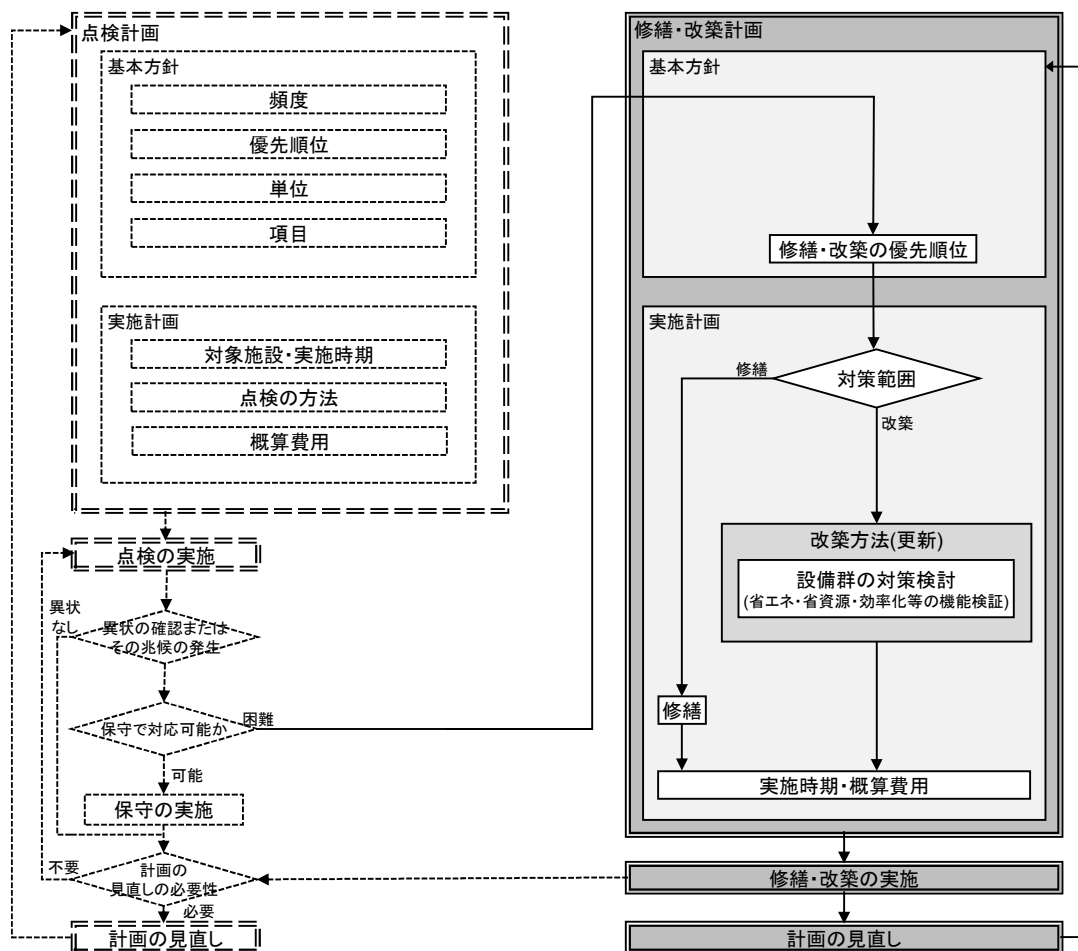 点検計画
基本方針
頻度
優先順位
単位
項目
実施計画
対象施設・実施時期
点検の方法
概算費用
点検の実施
異状
なし
異状の確認または
その兆候の発生
保守で対応可能か
困難
可能
保守の実施
不要
計画の
見直しの必要性
必要
計画の見直し
修繕・改築計画
基本方針
修繕・改築の優先順位
実施計画
修繕
対策範囲
改築
改築方法(更新)
設備群の対策検討
(省エネ・省資源・効率化等の機能検証)
修繕
実施時期・概算費用
修繕・改築の実施
計画の見直し